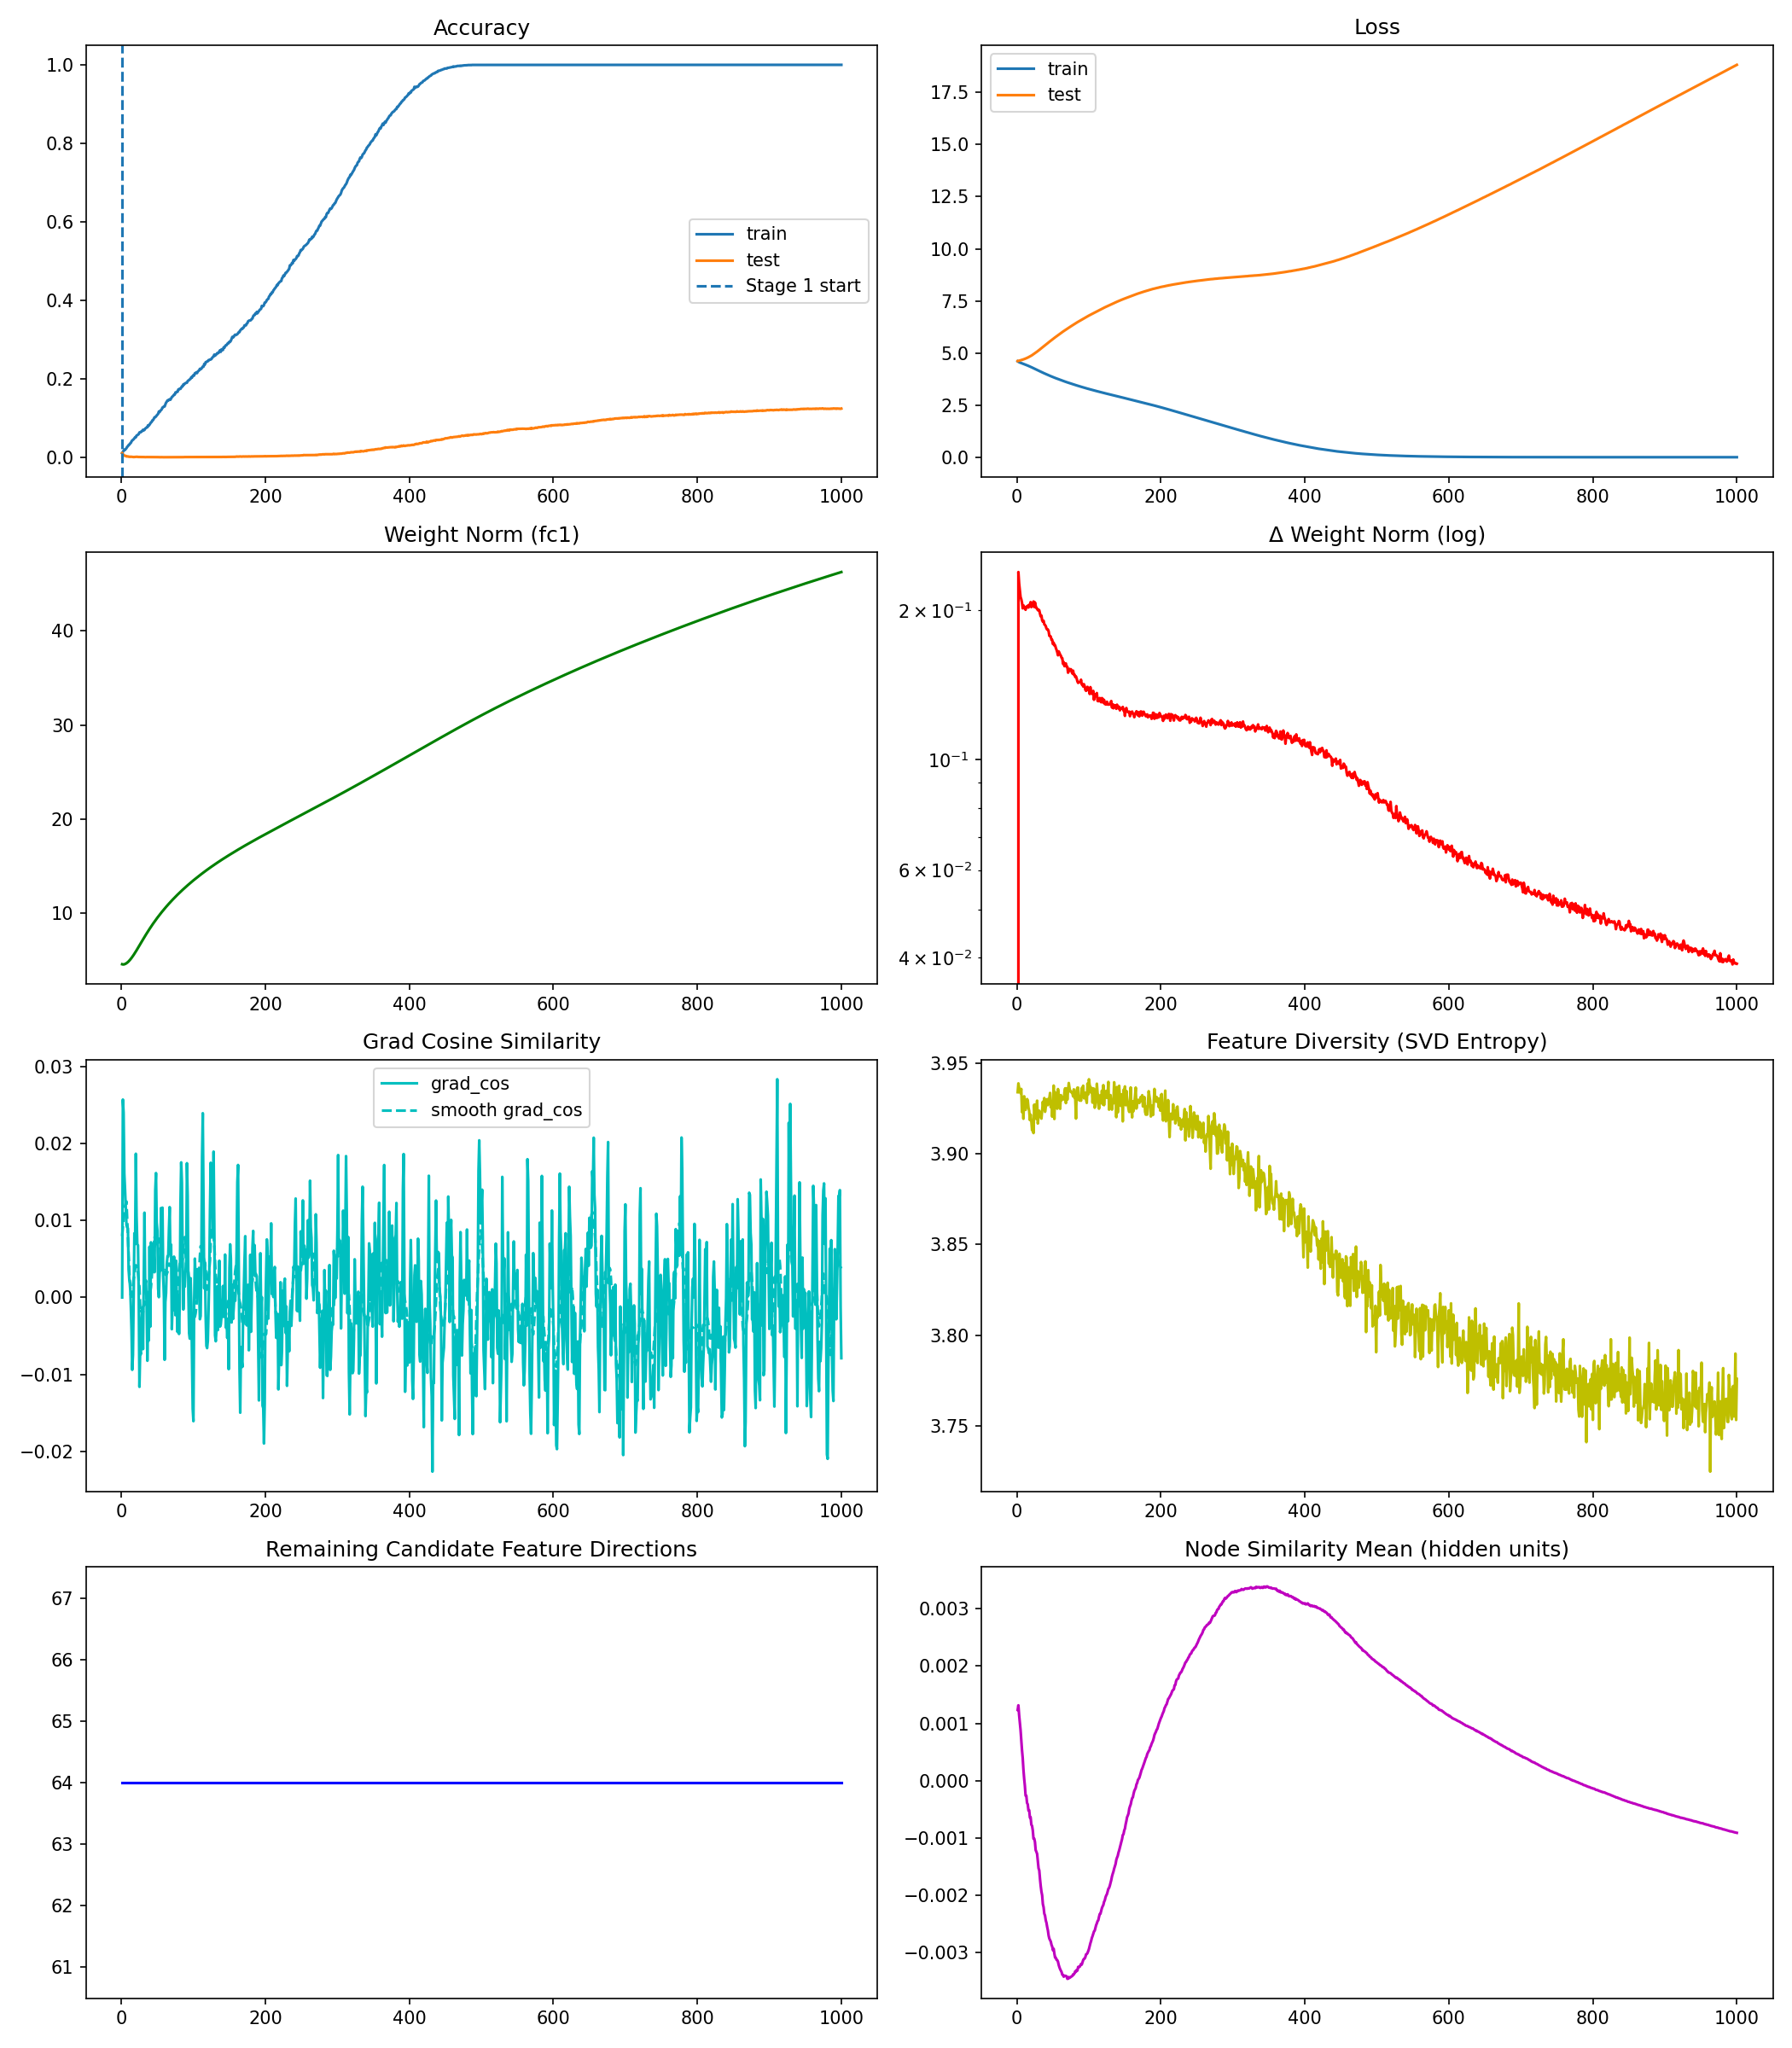 Accuracy
1.0
0.8
0.6
0.4
0.2
0.0
train
test
Stage 1 start
0 200 400 600 800 1000
Loss
train
test
17.5
15.0
12.5
10.0
7.5
5.0
2.5
0.0
0 200 400 600 800 1000
Weight Norm (fc1)
40
30
20
10
0 200 400 600 800 1000
Δ Weight Norm (log)
2 × 10⁻¹
10⁻¹
6 × 10⁻²
4 × 10⁻²
0 200 400 600 800 1000
Grad Cosine Similarity
grad_cos
smooth grad_cos
0.03
0.02
0.01
0.00
−0.01
−0.02
0 200 400 600 800 1000
Feature Diversity (SVD Entropy)
3.95
3.90
3.85
3.80
3.75
0 200 400 600 800 1000
Remaining Candidate Feature Directions
67
66
65
64
63
62
61
0 200 400 600 800 1000
Node Similarity Mean (hidden units)
0.003
0.002
0.001
0.000
−0.001
−0.002
−0.003
0 200 400 600 800 1000